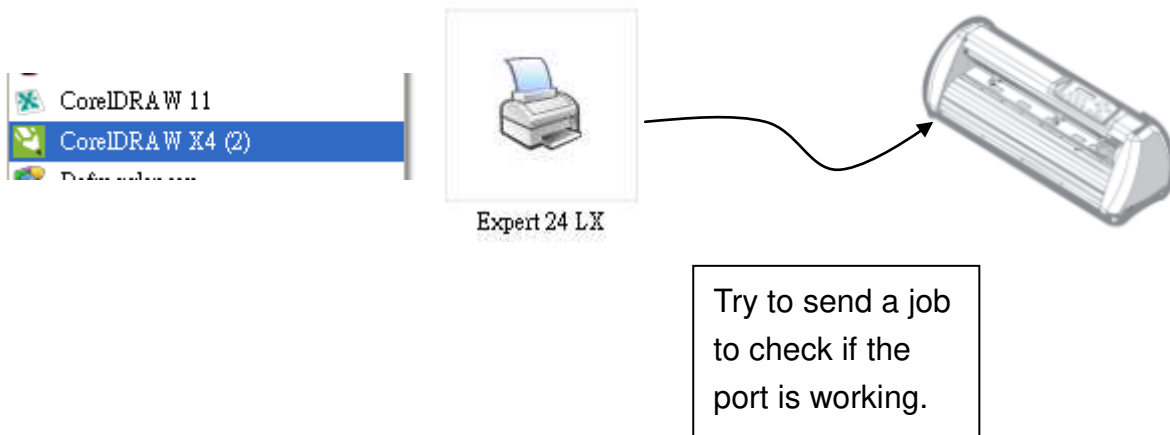 CorelDRAW 11
CorelDRAW X4 (2)
Expert 24 LX
Try to send a job
to check if the
port is working.